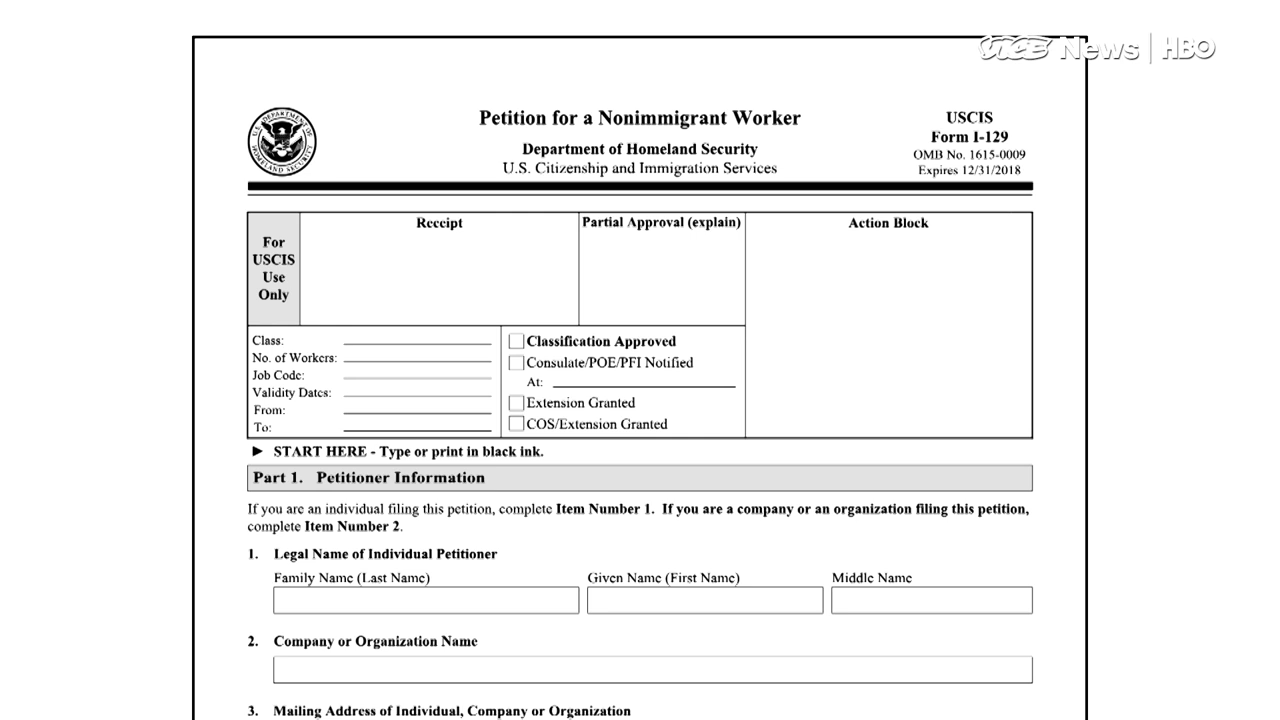 VICE News | HBO
Petition for a Nonimmigrant Worker
Department of Homeland Security
U.S. Citizenship and Immigration Services
USCIS
Form I-129
OMB No. 1615-0009
Expires 12/31/2018
U.S. DEPARTMENT OF HOMELAND SECURITY
For
USCIS
Use
Only
Receipt
Partial Approval (explain)
Action Block
Class:
No. of Workers:
Job Code:
Validity Dates:
From:
To:
Classification Approved
Consulate/POE/PFI Notified
At:
Extension Granted
COS/Extension Granted
► START HERE - Type or print in black ink.
Part 1. Petitioner Information
If you are an individual filing this petition, complete Item Number 1. If you are a company or an organization filing this petition,
complete Item Number 2.
1. Legal Name of Individual Petitioner
Family Name (Last Name) Given Name (First Name) Middle Name
2. Company or Organization Name
3. Mailing Address of Individual, Company or Organization